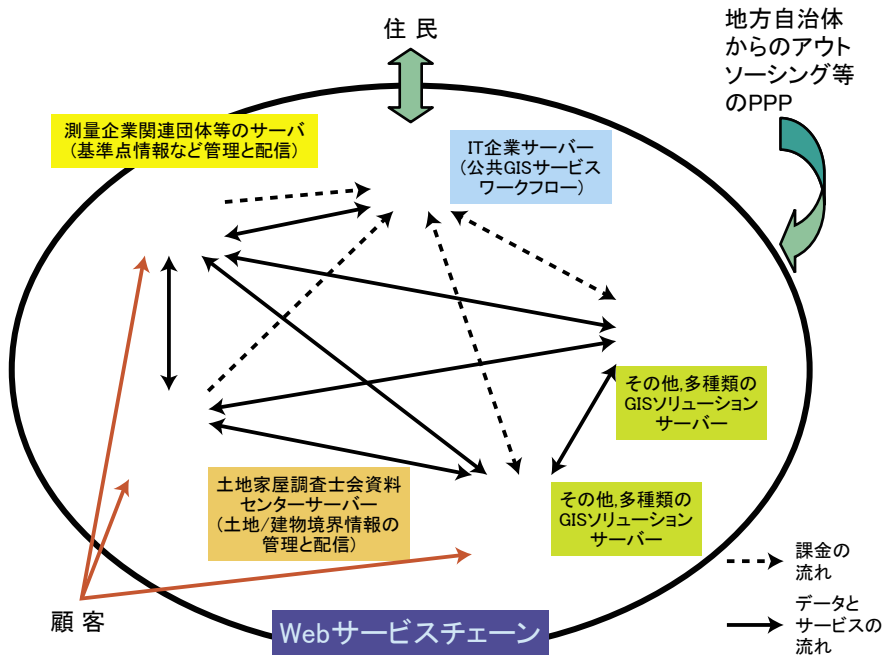 住 民
地方自治体
からのアウト
ソーシング等
のPPP
測量企業関連団体等のサーバ
(基準点情報など管理と配信)
IT企業サーバー
(公共GISサービス
ワークフロー)
その他,多種類の
GISソリューション
サーバー
土地家屋調査士会資料
センターサーバー
(土地/建物境界情報の
管理と配信)
その他,多種類の
GISソリューション
サーバー
課金の
流れ
データと
サービスの
流れ
顧 客
Webサービスチェーン